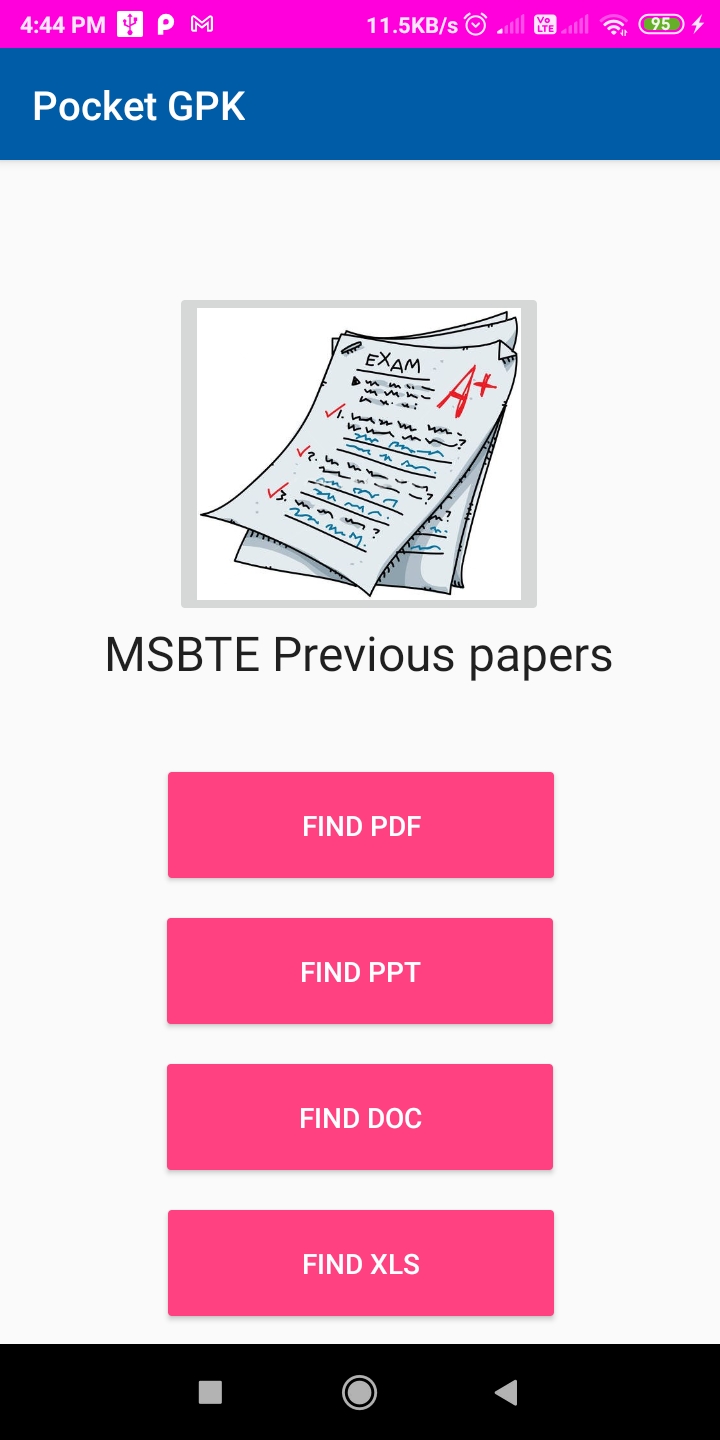 4:44 PM 11.5KB/s Vo LTE 95
Pocket GPK
EXAM
A+
1.
2.
3.
MSBTE Previous papers
FIND PDF
FIND PPT
FIND DOC
FIND XLS